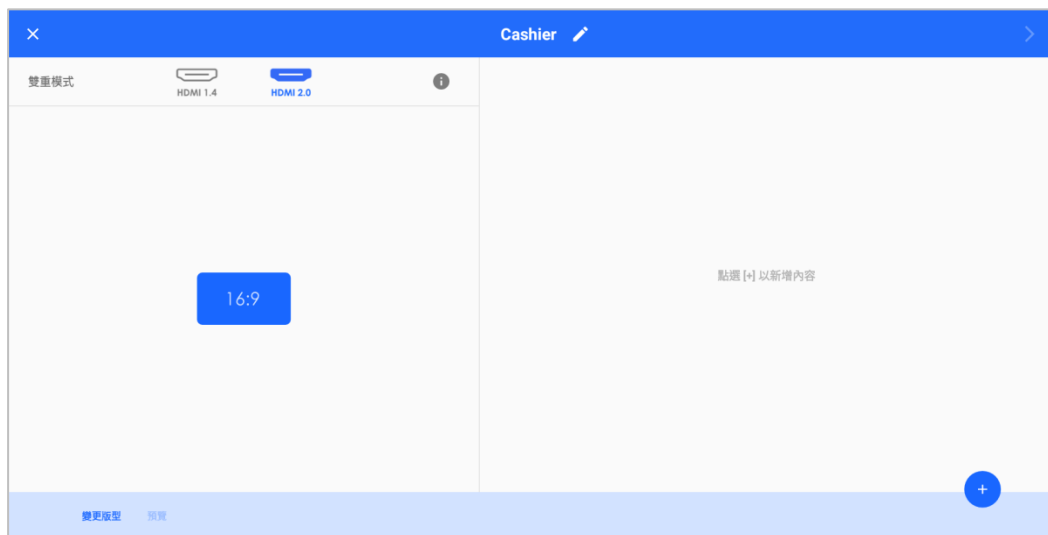 Cashier
雙重模式
HDMI 1.4
HDMI 2.0
16:9
點選 [+] 以新增內容
變更版型
預覽